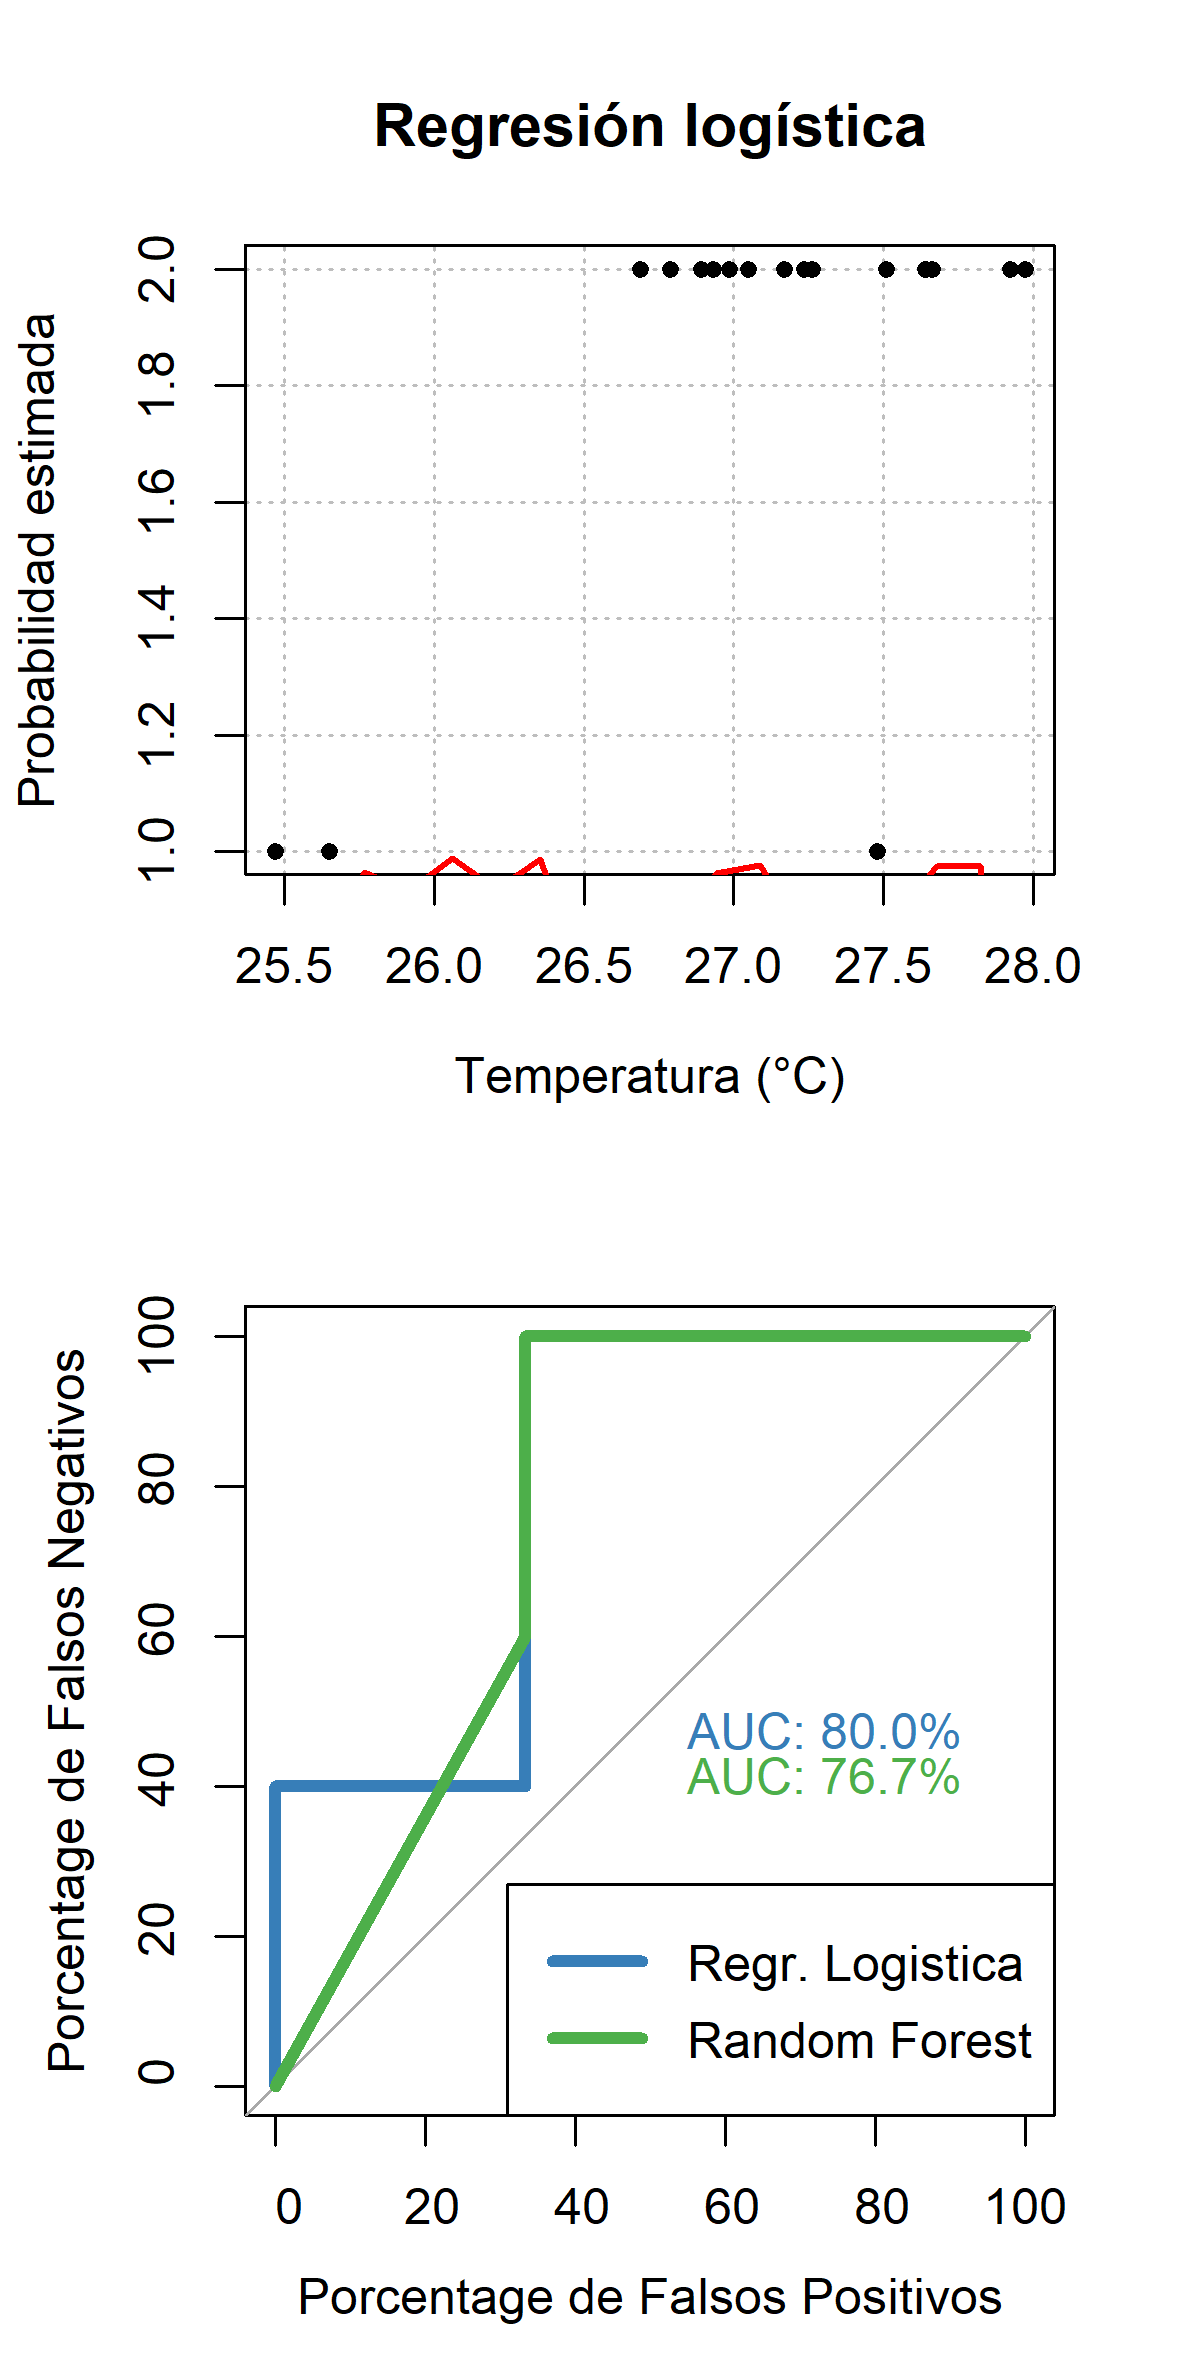 Regresión logística
Probabilidad estimada
2.0
1.8
1.6
1.4
1.2
1.0
25.5 26.0 26.5 27.0 27.5 28.0
Temperatura (°C)
Porcentage de Falsos Negativos
100
80
60
40
20
0
AUC: 80.0%
AUC: 76.7%
Regr. Logistica
Random Forest
0 20 40 60 80 100
Porcentage de Falsos Positivos